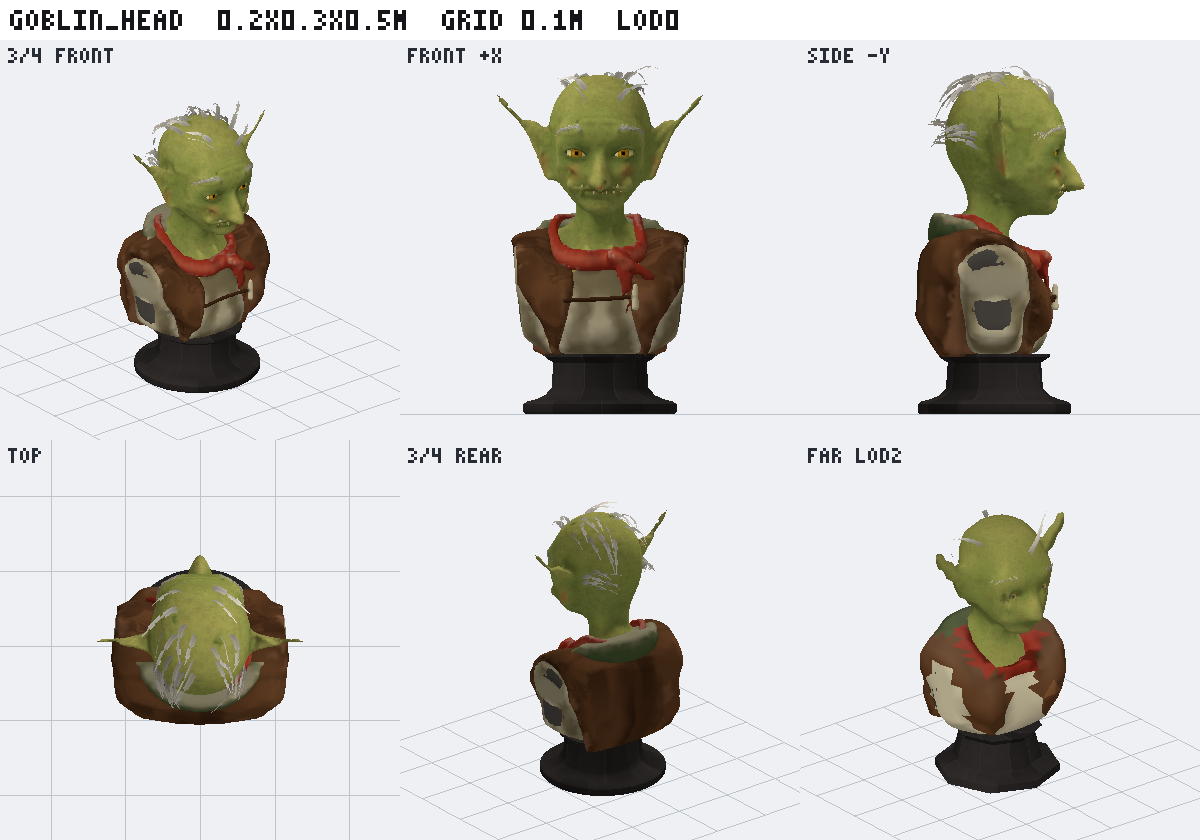 GOBLIN_HEAD 0.2X0.3X0.5M GRID 0.1M LOD0
3/4 FRONT
FRONT +X
SIDE -Y
TOP
3/4 REAR
FAR LOD2